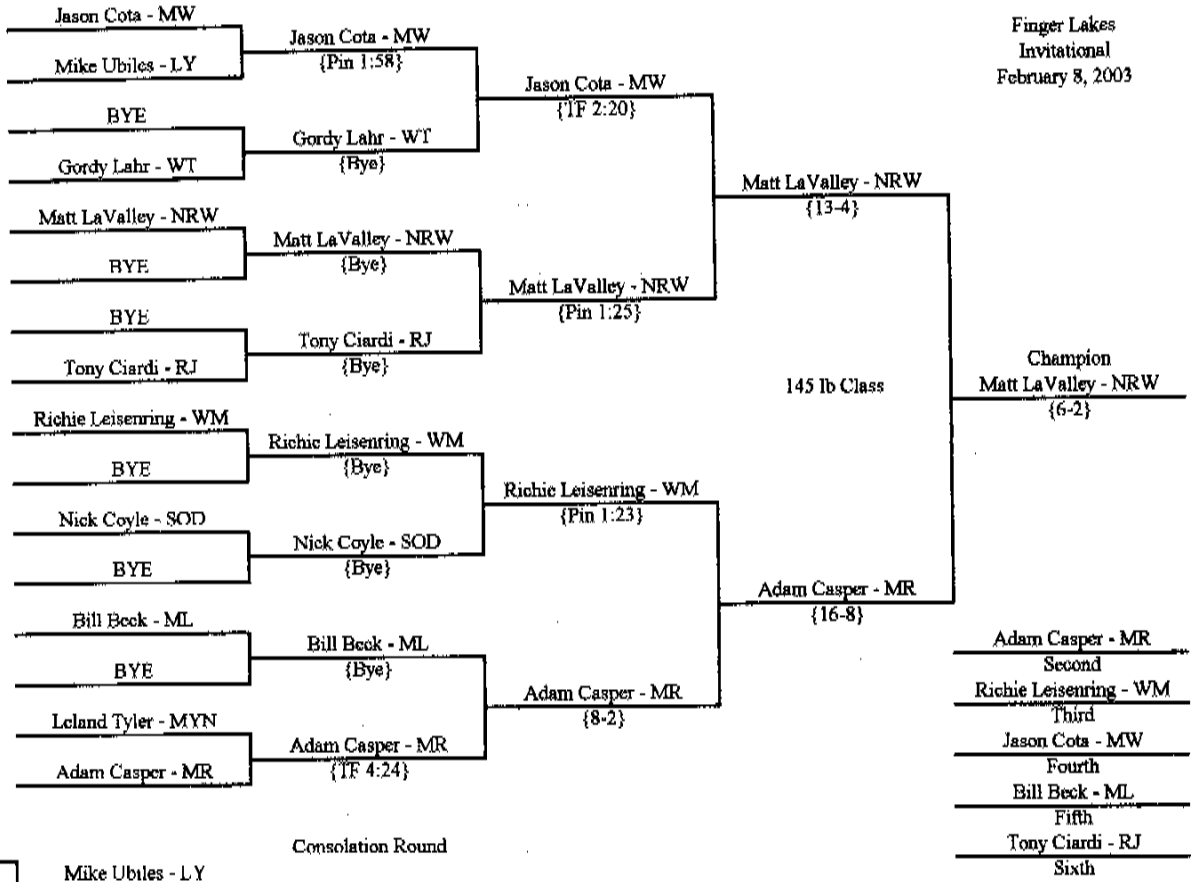 Finger Lakes
Invitational
February 8, 2003
Jason Cota - MW
Mike Ubiles - LY
BYE
Gordy Lahr - WT
Matt LaValley - NRW
BYE
BYE
Tony Ciardi - RJ
Richie Leisenring - WM
BYE
Nick Coyle - SOD
BYE
Bill Beck - ML
BYE
Leland Tyler - MYN
Adam Casper - MR
Jason Cota - MW
{Pin 1:58}
Gordy Lahr - WT
{Bye}
Matt LaValley - NRW
{Bye}
Tony Ciardi - RJ
{Bye}
Richie Leisenring - WM
{Bye}
Nick Coyle - SOD
{Bye}
Bill Beck - ML
{Bye}
Adam Casper - MR
{TF 4:24}
Jason Cota - MW
{TF 2:20}
Matt LaValley - NRW
{Pin 1:25}
Richie Leisenring - WM
{Pin 1:23}
Adam Casper - MR
{8-2}
Matt LaValley - NRW
{13-4}
145 lb Class
Adam Casper - MR
{16-8}
Champion
Matt LaValley - NRW
{6-2}
Adam Casper - MR
Second
Richie Leisenring - WM
Third
Jason Cota - MW
Fourth
Bill Beck - ML
Fifth
Tony Ciardi - RJ
Sixth
Consolation Round
Mike Ubiles - LY